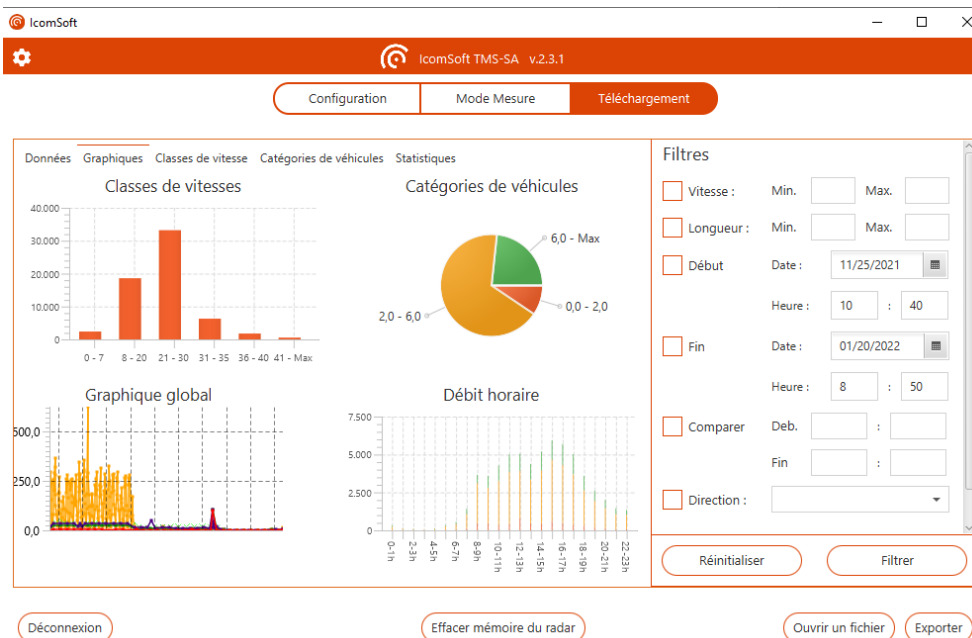 IcomSoft
IcomSoft TMS-SA v.2.3.1
Configuration
Mode Mesure
Téléchargement
Données Graphiques Classes de vitesse Catégories de véhicules Statistiques
Classes de vitesses
40.000
30.000
20.000
10.000
0
0 - 7 8 - 20 21 - 30 31 - 35 36 - 40 41 - Max
Catégories de véhicules
6,0 - Max
0,0 - 2,0
2,0 - 6,0
Graphique global
500,0
250,0
0,0
Débit horaire
7.500
5.000
2.500
0
0-1h 2-3h 4-5h 6-7h 8-9h 10-11h 12-13h 14-15h 16-17h 18-19h 20-21h 22-23h
Filtres
Vitesse : Min. Max.
Longueur : Min. Max.
Début Date : 11/25/2021
Heure : 10 : 40
Fin Date : 01/20/2022
Heure : 8 : 50
Comparer Deb. :
Fin :
Direction :
Réinitialiser
Filtrer
Déconnexion
Effacer mémoire du radar
Ouvrir un fichier
Exporter